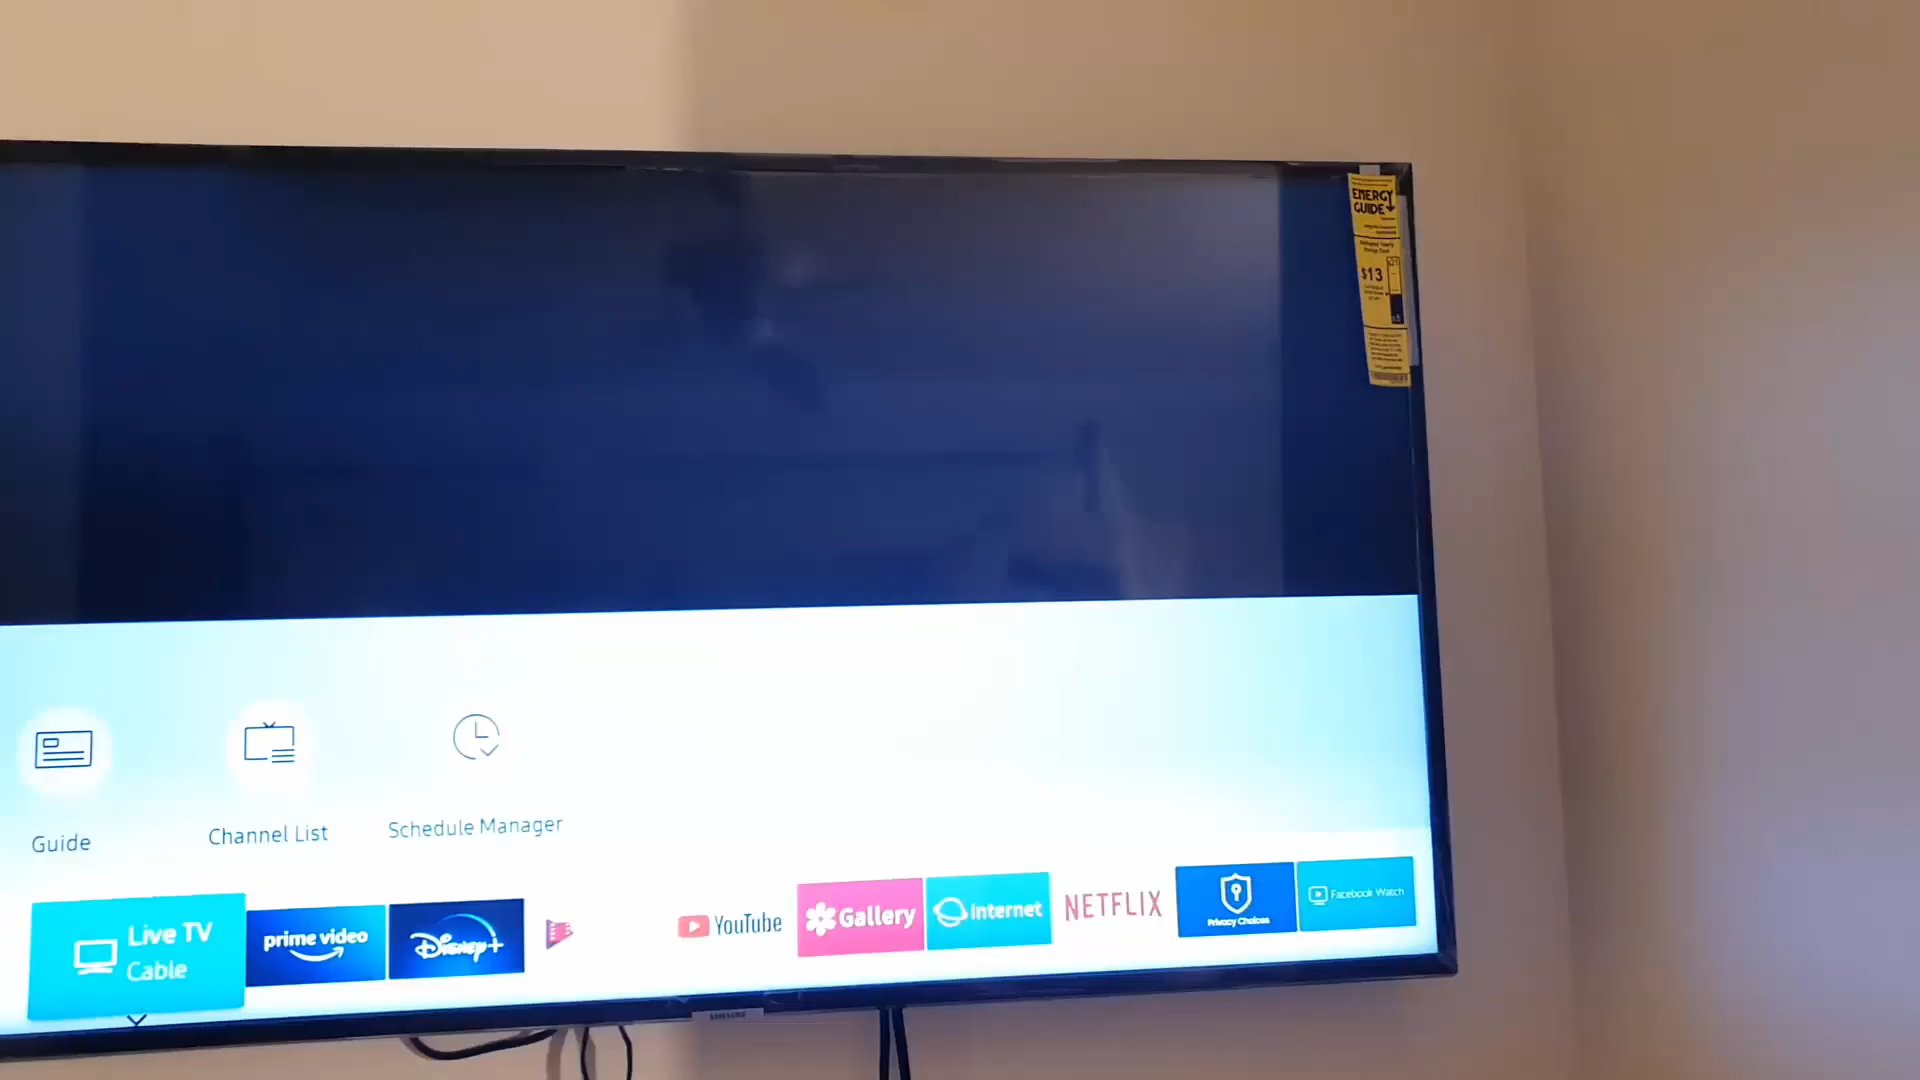 ENERGY
GUIDE
$13
Guide
Channel List
Schedule Manager
Live TV
Cable
prime video
Disney+
YouTube
Gallery
Internet
NETFLIX
Privacy Choices
Facebook Watch
SAMSUNG